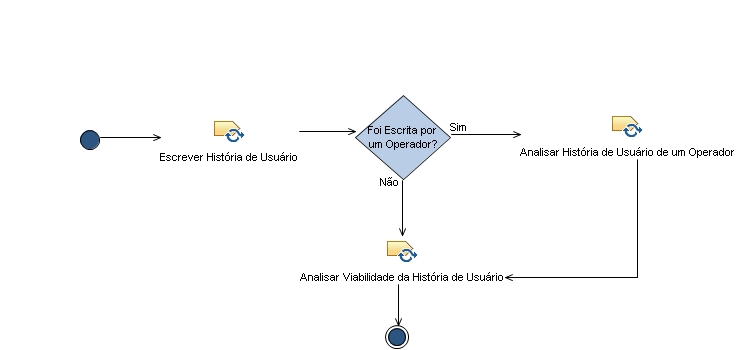 Foi Escrita por
um Operador?
Sim
Escrever História de Usuário
Analisar História de Usuário de um Operador
Não
Analisar Viabilidade da História de Usuário